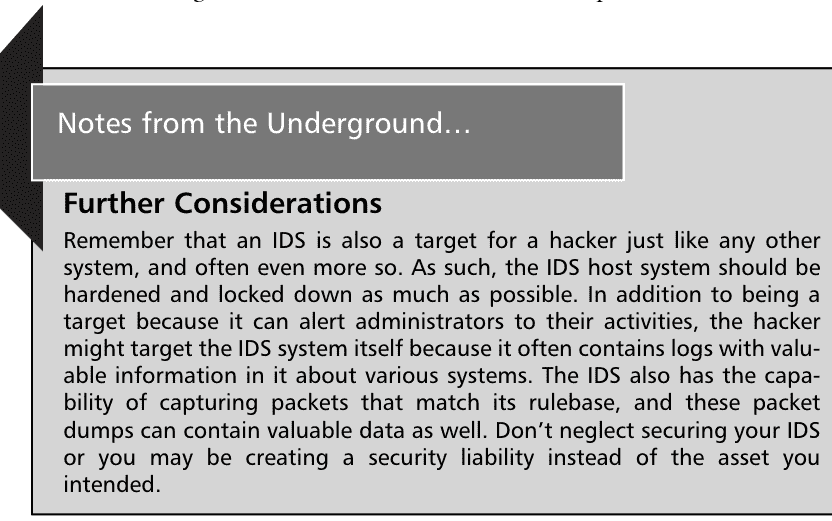 Notes from the Underground…
Further Considerations
Remember that an IDS is also a target for a hacker just like any other
system, and often even more so. As such, the IDS host system should be
hardened and locked down as much as possible. In addition to being a
target because it can alert administrators to their activities, the hacker
might target the IDS system itself because it often contains logs with valu-
able information in it about various systems. The IDS also has the capa-
bility of capturing packets that match its rulebase, and these packet
dumps can contain valuable data as well. Don’t neglect securing your IDS
or you may be creating a security liability instead of the asset you
intended.